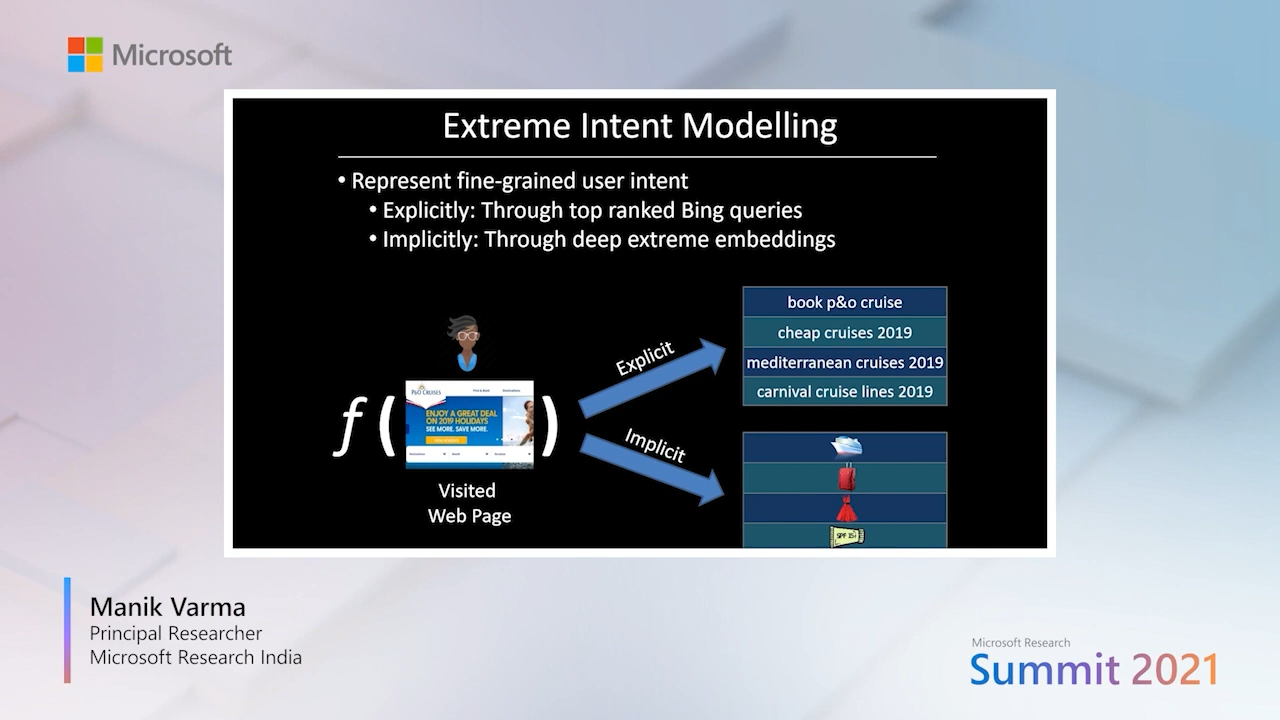 Microsoft
Extreme Intent Modelling
• Represent fine-grained user intent
• Explicitly: Through top ranked Bing queries
• Implicitly: Through deep extreme embeddings
book p&o cruise
cheap cruises 2019
mediterranean cruises 2019
carnival cruise lines 2019
Explicit
Implicit
f ( )
P&O CRUISES
ENJOY A GREAT DEAL
ON 2019 HOLIDAYS
SEE MORE. SAVE MORE.
Visited
Web Page
SPF 15+
Manik Varma
Principal Researcher
Microsoft Research India
Microsoft Research
Summit 2021